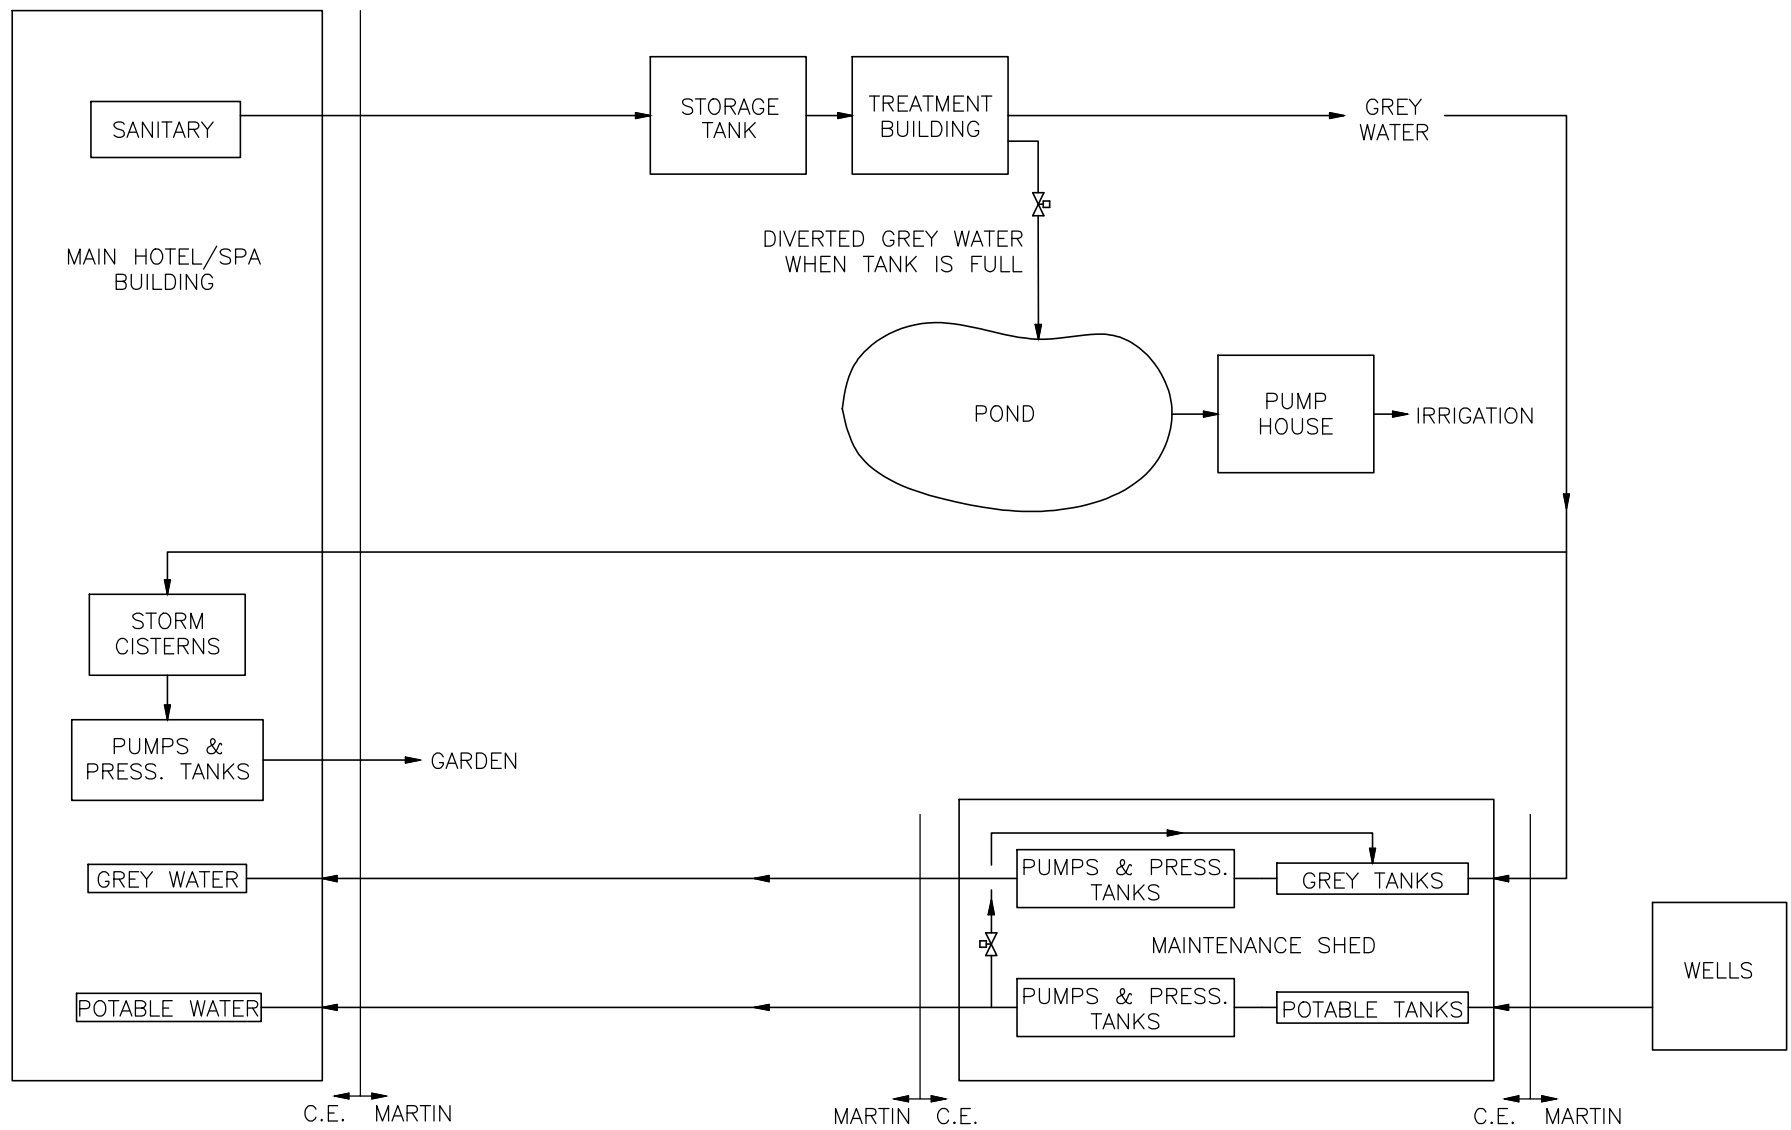 STORAGE
TANK
TREATMENT
BUILDING
GREY
WATER
SANITARY
DIVERTED GREY WATER
WHEN TANK IS FULL
MAIN HOTEL/SPA
BUILDING
POND
PUMP
HOUSE
IRRIGATION
STORM
CISTERNS
PUMPS &
PRESS. TANKS
GARDEN
GREY WATER
PUMPS & PRESS.
TANKS
GREY TANKS
MAINTENANCE SHED
WELLS
POTABLE WATER
PUMPS & PRESS.
TANKS
POTABLE TANKS
C.E. MARTIN
MARTIN C.E.
C.E. MARTIN